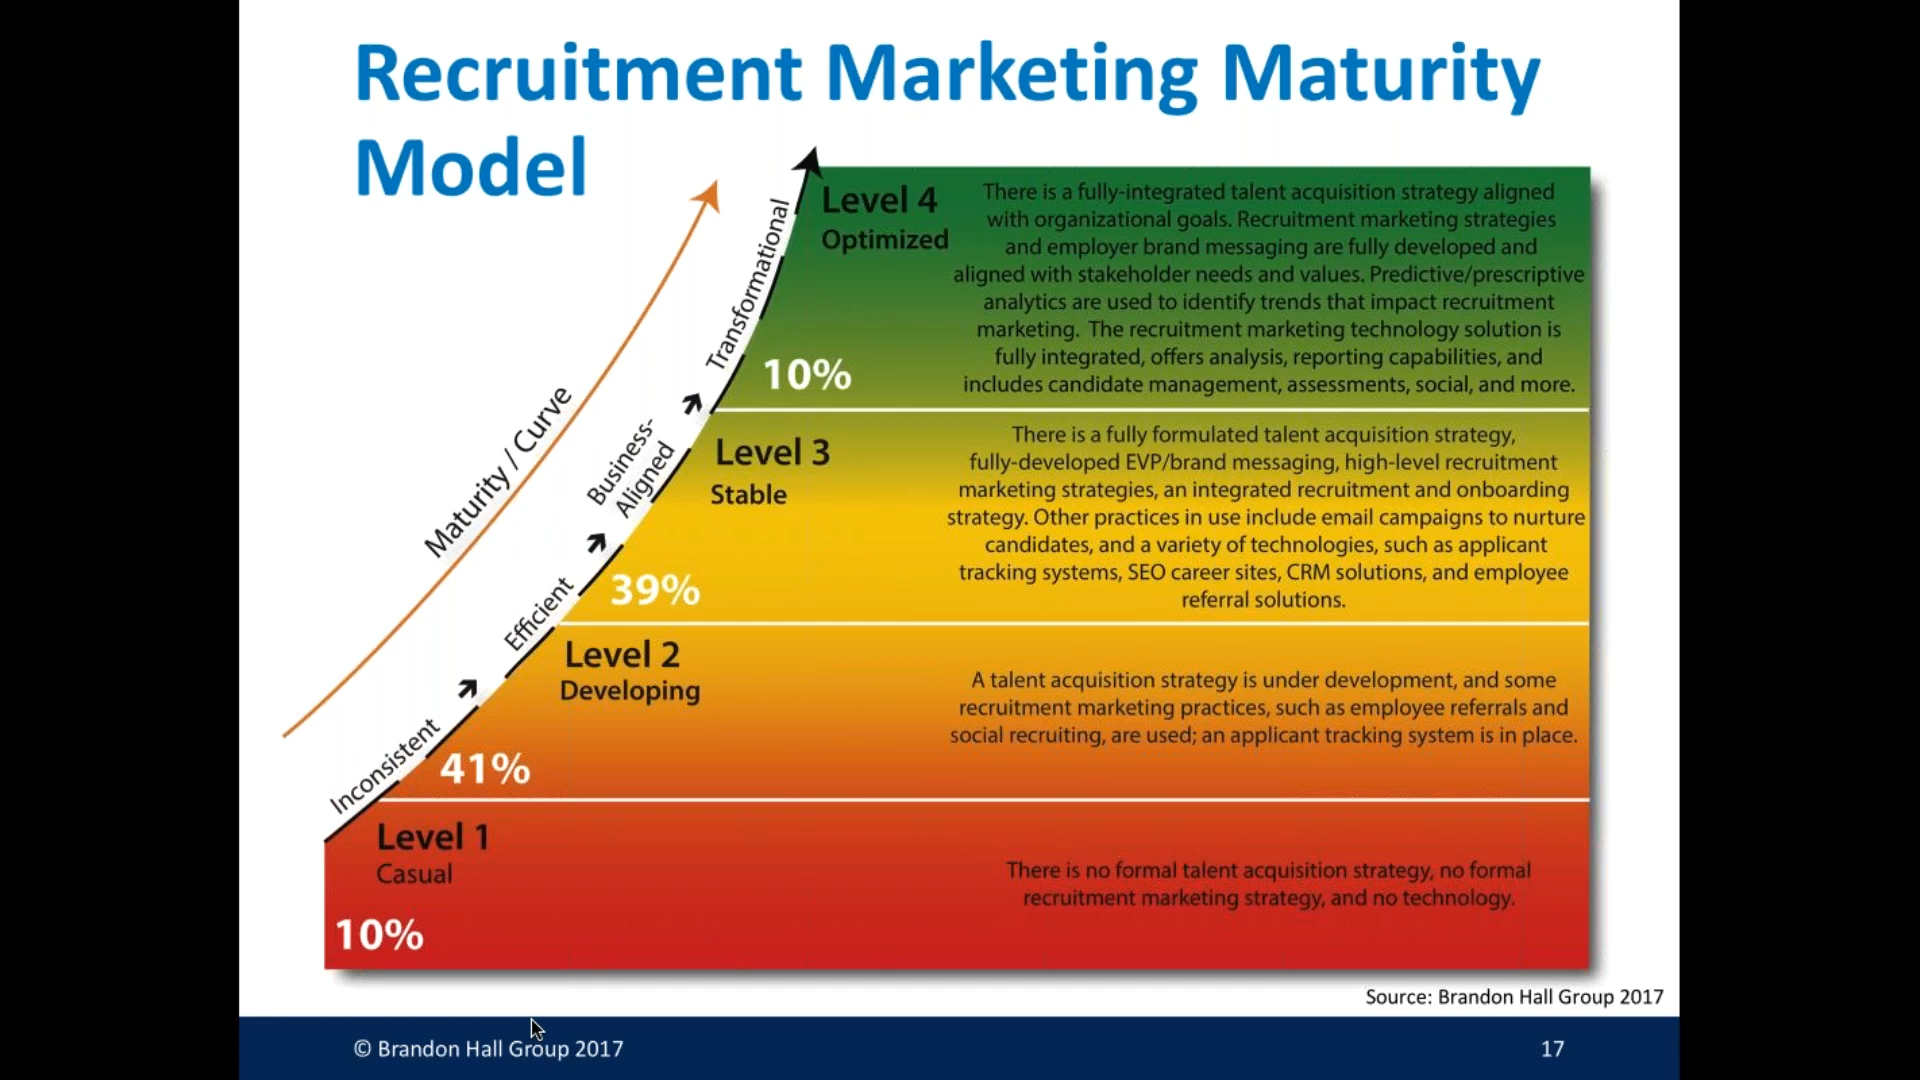 Recruitment Marketing Maturity
Model
Maturity / Curve
Transformational
Business-
Aligned
Efficient
Inconsistent
Level 4
Optimized
10%
There is a fully-integrated talent acquisition strategy aligned
with organizational goals. Recruitment marketing strategies
and employer brand messaging are fully developed and
aligned with stakeholder needs and values. Predictive/prescriptive
analytics are used to identify trends that impact recruitment
marketing. The recruitment marketing technology solution is
fully integrated, offers analysis, reporting capabilities, and
includes candidate management, assessments, social, and more.
Level 3
Stable
39%
There is a fully formulated talent acquisition strategy,
fully-developed EVP/brand messaging, high-level recruitment
marketing strategies, an integrated recruitment and onboarding
strategy. Other practices in use include email campaigns to nurture
candidates, and a variety of technologies, such as applicant
tracking systems, SEO career sites, CRM solutions, and employee
referral solutions.
Level 2
Developing
41%
A talent acquisition strategy is under development, and some
recruitment marketing practices, such as employee referrals and
social recruiting, are used; an applicant tracking system is in place.
Level 1
Casual
10%
There is no formal talent acquisition strategy, no formal
recruitment marketing strategy, and no technology.
Source: Brandon Hall Group 2017
© Brandon Hall Group 2017
17